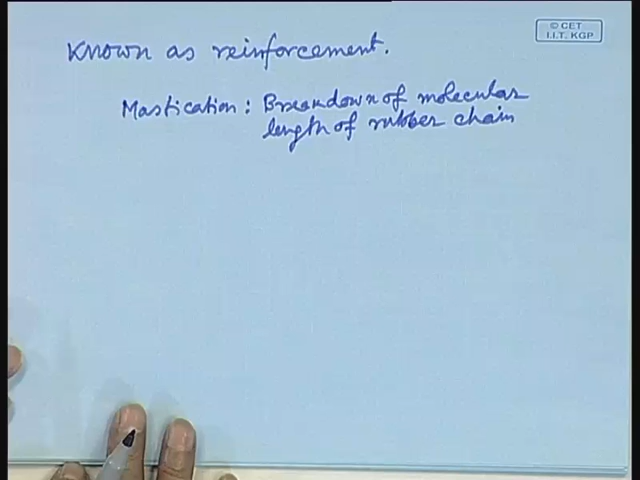 © CET
I.I.T. KGP
Known as reinforcement.
Mastication: Breakdown of molecular
length of rubber chain